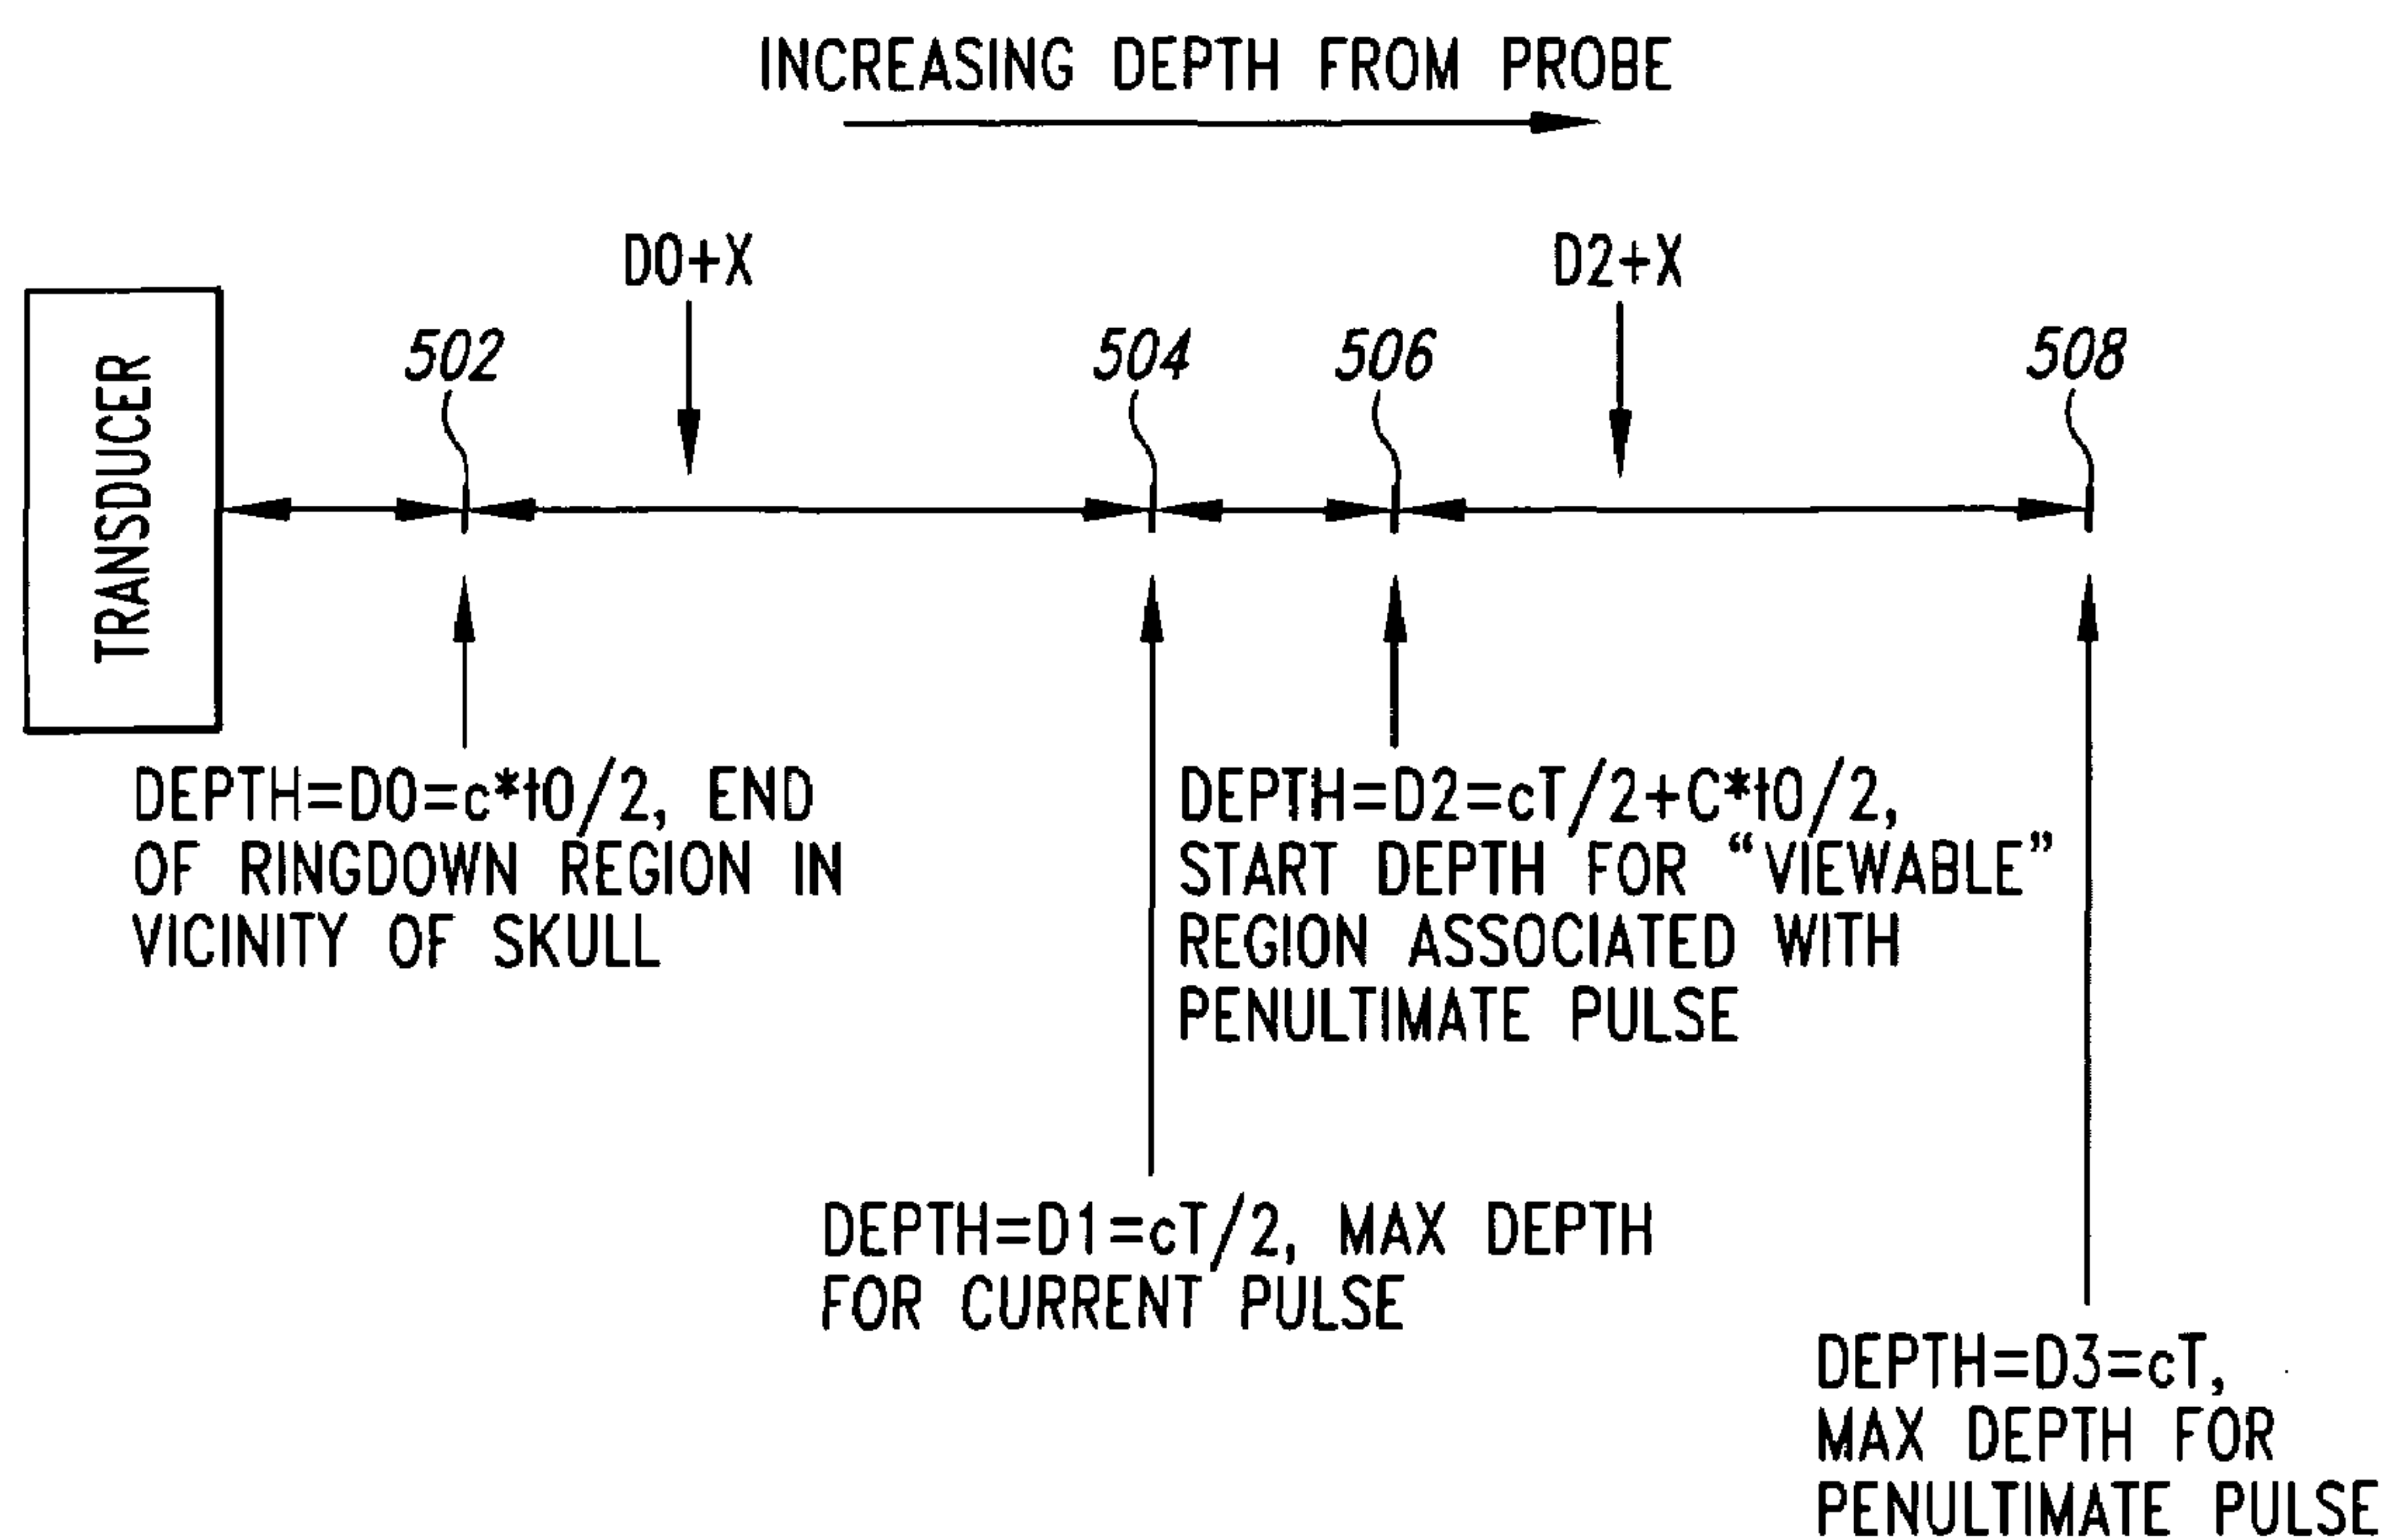 INCREASING DEPTH FROM PROBE
D0+X
D2+X
502
504
506
508
TRANSDUCER
DEPTH=D0=c*t0/2, END
OF RINGDOWN REGION IN
VICINITY OF SKULL
DEPTH=D2=cT/2+C*t0/2,
START DEPTH FOR “VIEWABLE”
REGION ASSOCIATED WITH
PENULTIMATE PULSE
DEPTH=D1=cT/2, MAX DEPTH
FOR CURRENT PULSE
DEPTH=D3=cT,
MAX DEPTH FOR
PENULTIMATE PULSE